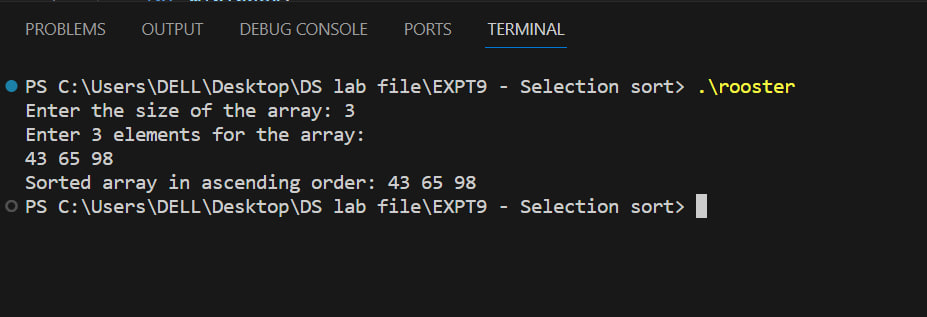 PROBLEMS OUTPUT DEBUG CONSOLE PORTS TERMINAL
PS C:\Users\DELL\Desktop\DS lab file\EXPT9 - Selection sort> .\rooster
Enter the size of the array: 3
Enter 3 elements for the array:
43 65 98
Sorted array in ascending order: 43 65 98
PS C:\Users\DELL\Desktop\DS lab file\EXPT9 - Selection sort>